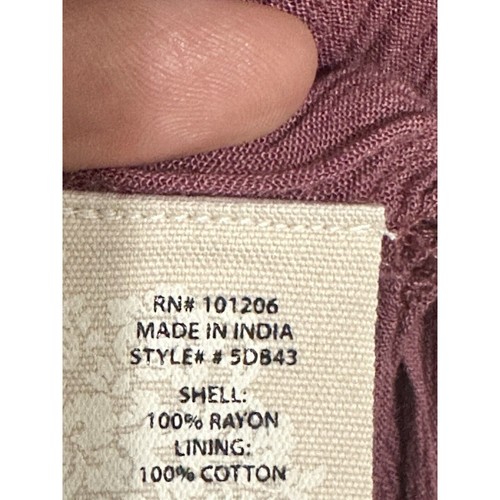 RN# 101206
MADE IN INDIA
STYLE# # 5DB43
SHELL:
100% RAYON
LINING:
100% COTTON